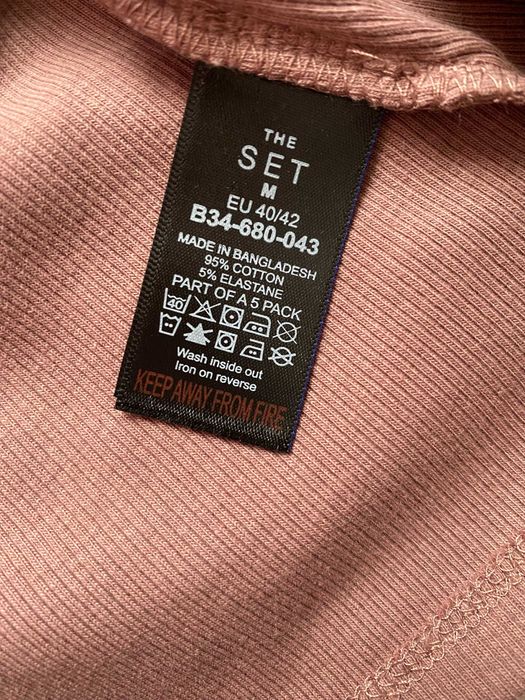 THE
SET
M
EU 40/42
B34-680-043
MADE IN BANGLADESH
95% COTTON
5% ELASTANE
PART OF A 5 PACK
40
Wash inside out
Iron on reverse
KEEP AWAY FROM FIRE